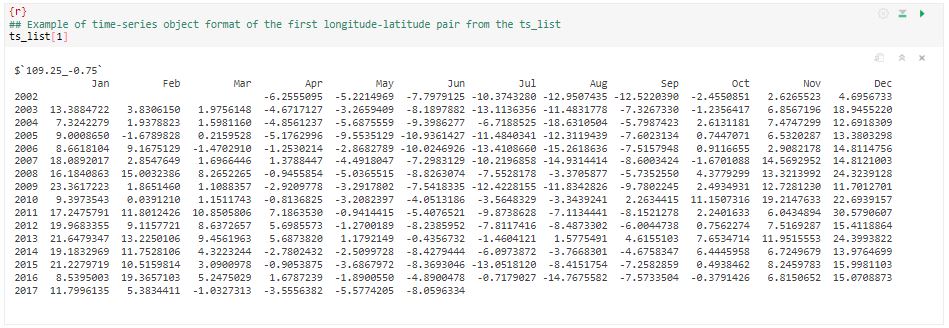 {r}
## Example of time-series object format of the first longitude-latitude pair from the ts_list
ts_list[1]
$`109.25_-0.75`
Jan Feb Mar Apr May Jun Jul Aug Sep Oct Nov Dec
2002 -6.2555095 -5.2214969 -7.7979125 -10.3743280 -12.9507435 -12.5220390 -2.4550851 2.6265523 4.6956733
2003 13.3884722 3.8306150 1.9756148 -4.6717127 -3.2659409 -8.1897882 -13.1136356 -11.4831778 -7.3267330 -1.2356417 6.8567196 18.9455220
2004 7.3242279 1.9378823 1.5981160 -4.8561237 -5.6875559 -9.3986277 -6.7188525 -18.6310504 -5.7987423 2.6131181 7.4747299 12.6918309
2005 9.0008650 -1.6789828 0.2159528 -5.1762996 -9.5535129 -10.9361427 -11.4840341 -12.3119439 -7.6023134 0.7447071 6.5320287 13.3803298
2006 8.6618104 9.1675129 -1.4702910 -1.2530214 -2.8682789 -10.0246926 -13.4108660 -15.2618636 -7.5157948 0.9116655 2.9082178 14.8114756
2007 18.0892017 2.8547649 1.6966446 1.3788447 -4.4918047 -7.2983129 -10.2196858 -14.9314414 -8.6003424 -1.6701088 14.5692952 14.8121003
2008 16.1840863 15.0032386 8.2652265 -0.9455854 -5.0365515 -8.8263074 -7.5528178 -3.3705877 -5.7352550 4.3779299 13.3213992 24.3239128
2009 23.3617223 1.8651460 1.1088357 -2.9209778 -3.2917802 -7.5418335 -12.4228155 -11.8342826 -9.7802245 2.4934931 12.7281230 11.7012701
2010 9.3973543 0.0391210 1.1511743 -0.8136825 -3.2082397 -4.0513186 -3.5648329 -3.3439241 2.2634415 11.1507316 19.2147633 22.6939157
2011 17.2475791 11.8012426 10.8505806 7.1863530 -0.9414415 -5.4076521 -9.8738628 -7.1134441 -8.1521278 2.2401633 6.0434894 30.5790607
2012 19.9683355 9.1157721 8.6372657 5.6985573 -1.2700189 -8.2385952 -7.8117416 -8.4873302 -6.0044738 0.7562274 7.5169287 15.4118864
2013 21.6479347 13.2250106 9.4561963 5.6873820 1.1792149 -0.4356732 -1.4604121 1.5775491 4.6155103 7.6534714 11.9515553 24.3993822
2014 19.1832969 11.7528106 4.3223244 -2.7802432 -2.5099728 -8.4279444 -6.0973872 -3.7668301 -4.6758347 6.4445958 6.7249679 13.9764699
2015 21.2279719 10.5159814 3.0900978 -0.9053875 -3.6867972 -8.3693046 -13.0518120 -8.4151754 -7.2582859 0.4938462 8.2459783 15.9981103
2016 8.5395003 19.3657103 5.52475029 1.6787239 -1.8900550 -4.8900478 -0.7179027 -14.7675582 -7.5733504 -0.3791426 6.8150652 15.0708873
2017 11.7996135 5.3834411 -1.0327313 -3.5556382 -5.5774205 -8.0596334